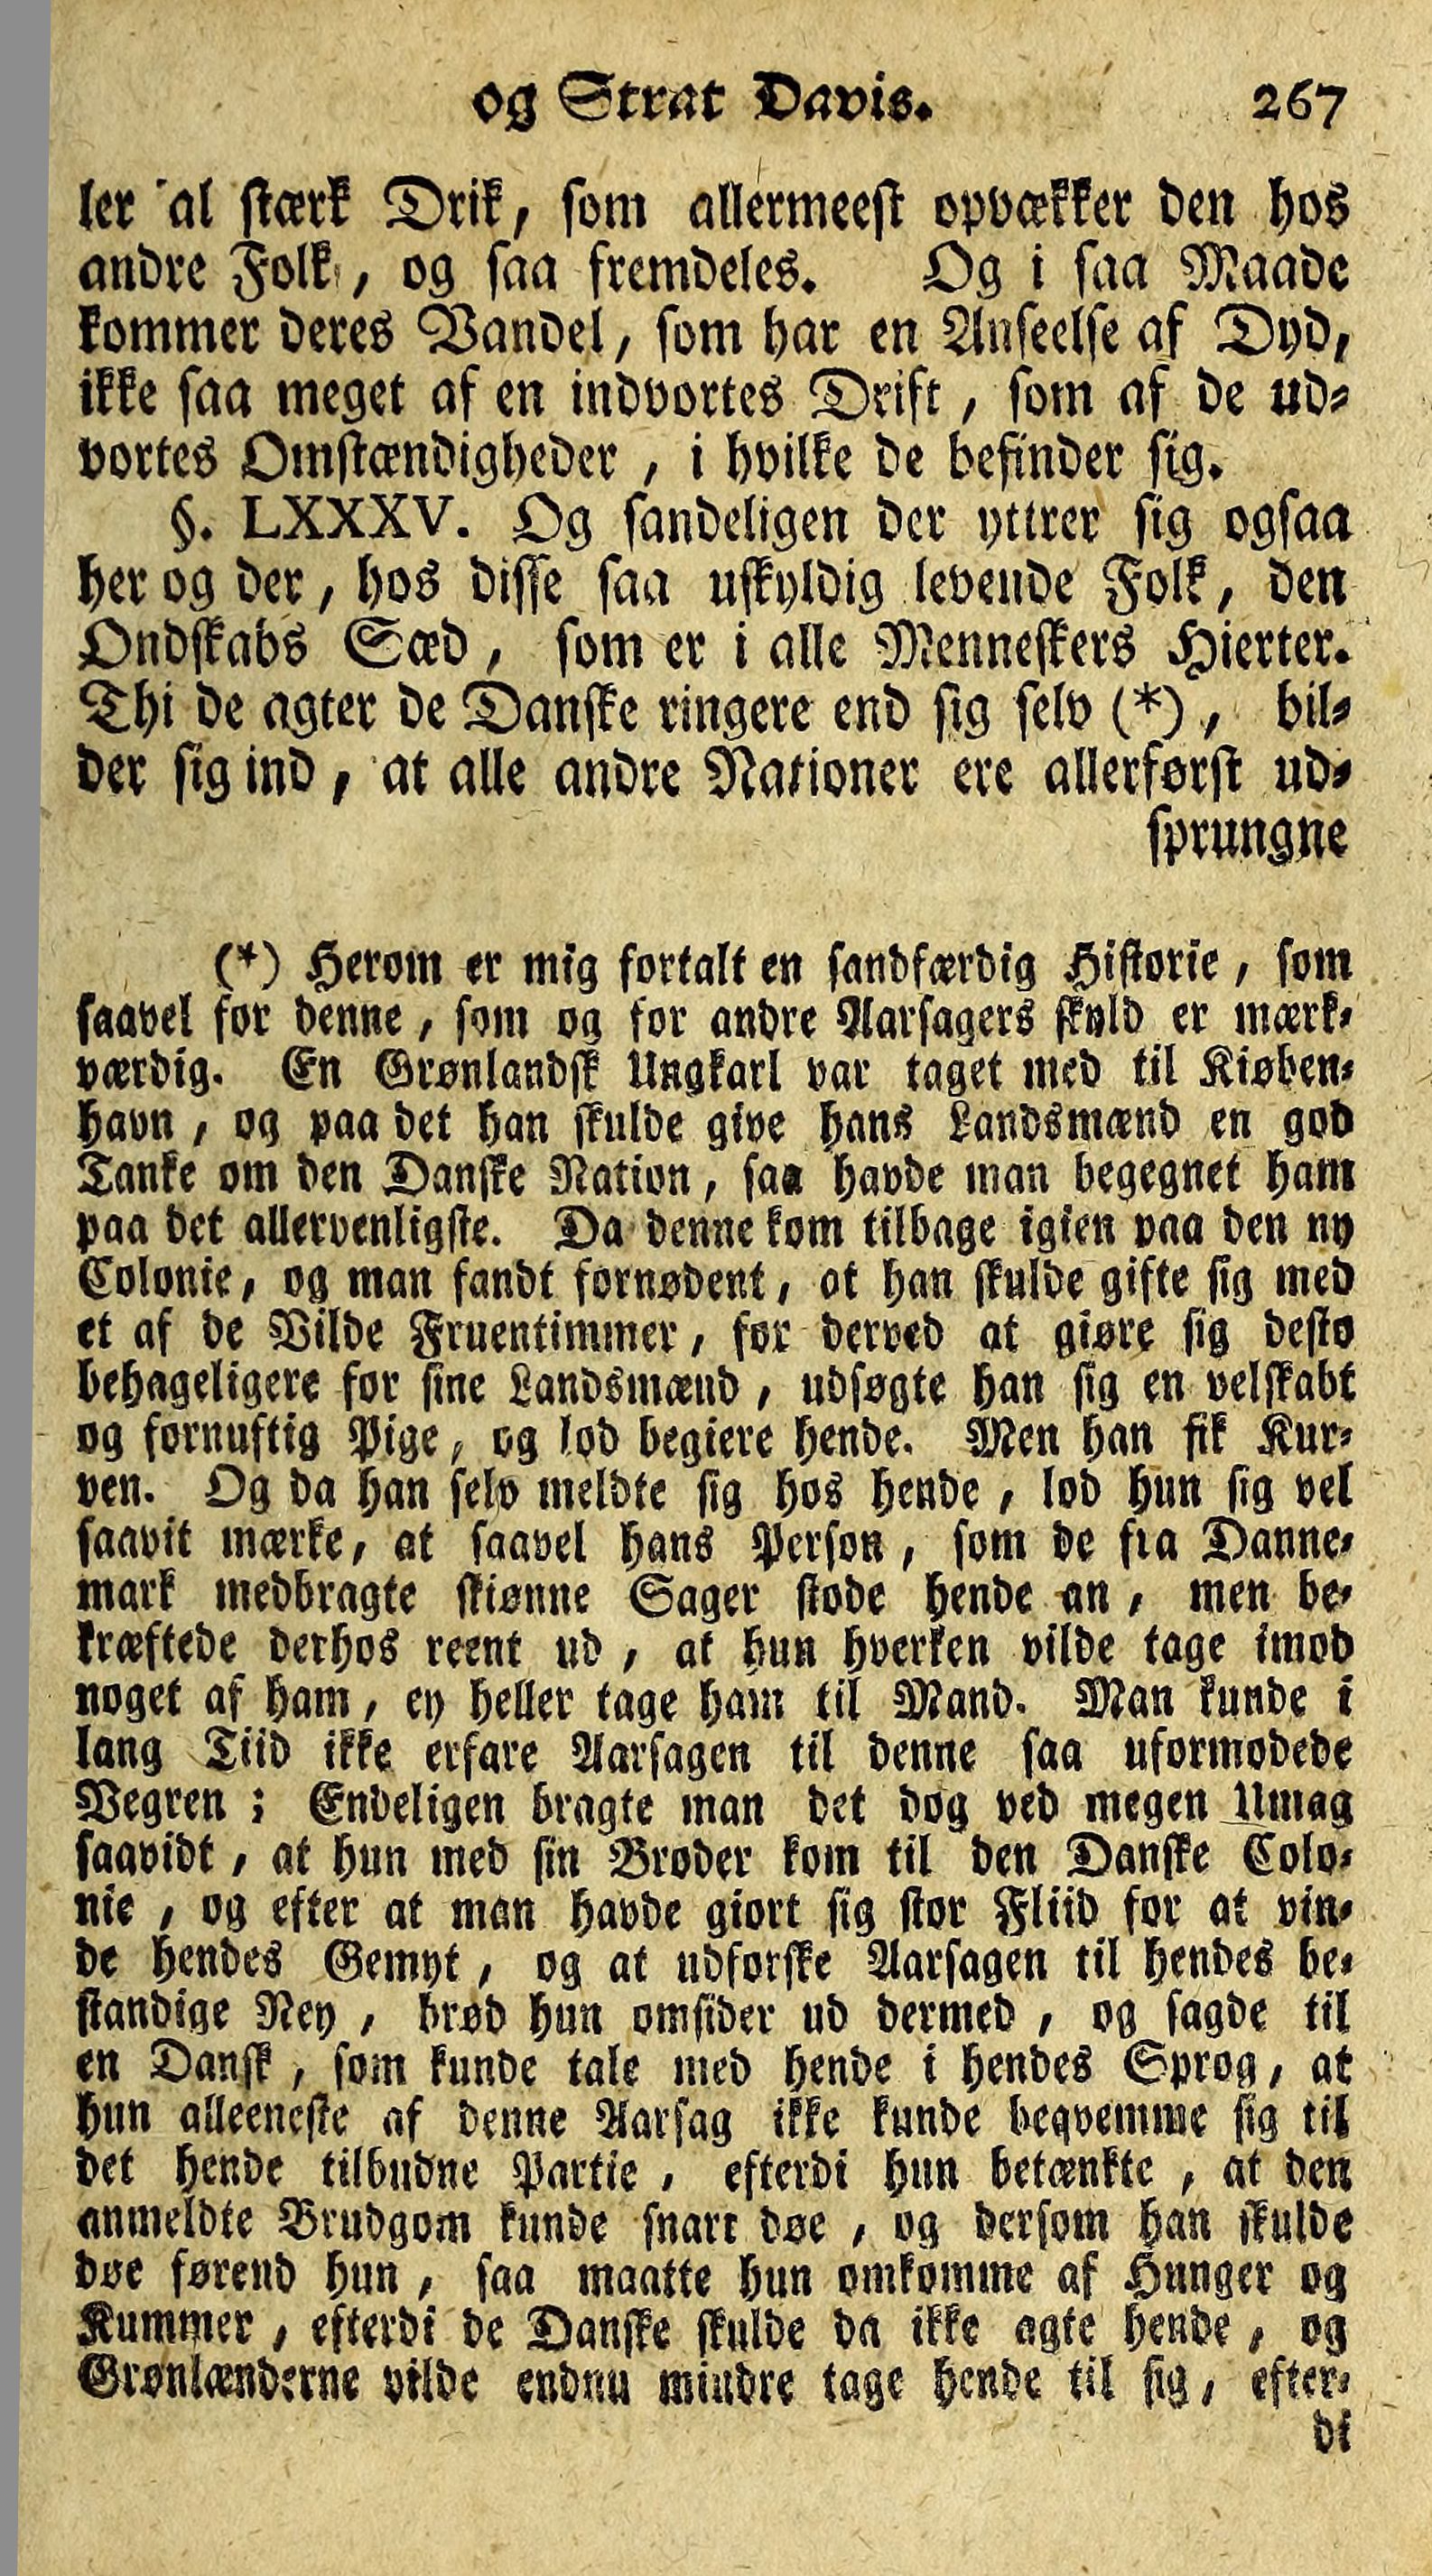 og Strat Davis. 267
ler al stærk Drik, som allermeest opvækker den hos
andre Folk, og saa fremdeles. Og i saa Maade
kommer deres Vandel, som har en Anseelse af Dyd,
ikke saa meget af en indvortes Drift, som af de ud-
vortes Omstændigheder, i hvilke de befinder sig.
§. LXXXV. Og sandeligen der yttrer sig ogsaa
her og der, hos disse saa uskyldig levende Folk, den
Ondskabs Sæd, som er i alle Menneskers Hierter.
Thi de agter de Danske ringere end sig selv (*), bil-
der sig ind, at alle andre Nationer ere allerførst ud-
sprungne
(*) Herom er mig fortalt en sandfærdig Historie, som
saavel for denne, som og for andre Aarsagers skyld er mærk-
værdig. En Grønlandsk Ungkarl var taget med til Kiøben-
havn, og paa det han skulde give hans Landsmænd en god
Tanke om den Danske Nation, saa havde man begegnet ham
paa det allervenligste. Da denne kom tilbage igien paa den ny
Colonie, og man fandt fornødent, at han skulde gifte sig med
et af de Vilde Fruentimmer, for derved at giøre sig desto
behageligere for sine Landsmænd, udsøgte han sig en velskabt
og fornuftig Pige, og lod begiere hende. Men han fik Kur-
ven. Og da han selv meldte sig hos hende, lod hun sig vel
saavit mærke, at saavel hans Person, som de fra Danne-
mark medbragte skiønne Sager stode hende an, men be-
kræftede derhos reent ud, at hun hverken vilde tage imod
noget af ham, ey heller tage ham til Mand. Man kunde i
lang Tiid ikke erfare Aarsagen til denne saa uformodede
Vegren; Endeligen bragte man det dog ved megen Umag
saavidt, at hun med sin Broder kom til den Danske Colo-
nie, og efter at man havde giort sig stor Fliid for at vin-
de hendes Gemyt, og at udforske Aarsagen til hendes be-
standige Ney, brød hun omsider ud dermed, og sagde til
en Dansk, som kunde tale med hende i hendes Sprog, at
hun alleeneste af denne Aarsag ikke kunde beqvemme sig til
det hende tilbudne Partie, efterdi hun betænkte, at den
anmeldte Brudgom kunde snart døe, og dersom han skulde
døe førend hun, saa maatte hun omkomme af Hunger og
Kummer, efterdi de Danske skulde da ikke agte hende, og
Grønlænderne vilde endnu mindre tage hende til sig, efter-
di